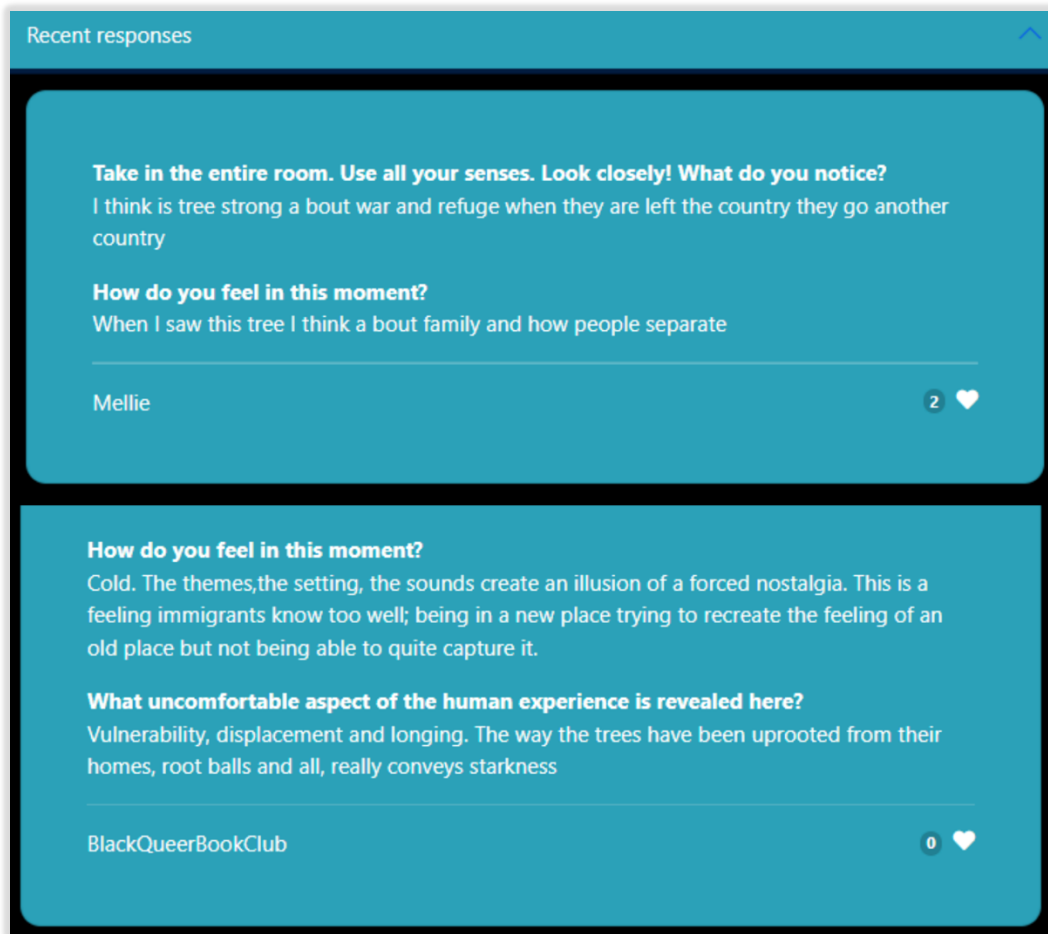 Recent responses
Take in the entire room. Use all your senses. Look closely! What do you notice?
I think is tree strong a bout war and refuge when they are left the country they go another
country
How do you feel in this moment?
When I saw this tree I think a bout family and how people separate
Mellie
2
How do you feel in this moment?
Cold. The themes,the setting, the sounds create an illusion of a forced nostalgia. This is a
feeling immigrants know too well; being in a new place trying to recreate the feeling of an
old place but not being able to quite capture it.
What uncomfortable aspect of the human experience is revealed here?
Vulnerability, displacement and longing. The way the trees have been uprooted from their
homes, root balls and all, really conveys starkness
BlackQueerBookClub
0